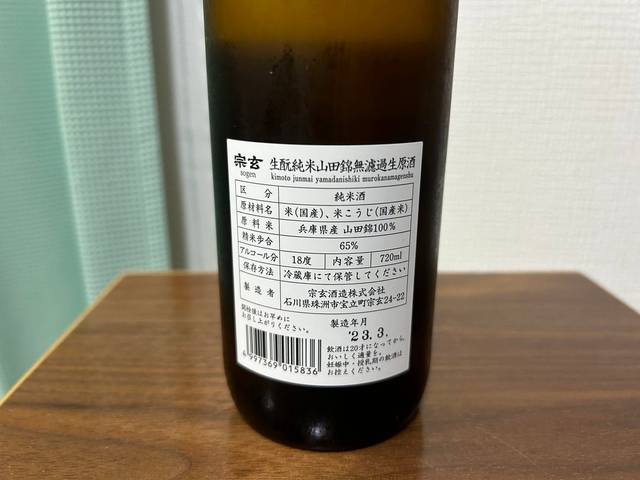 宗玄 生酛純米山田錦無濾過生原酒
sogen kimoto junmai yamadanishiki murokanamagenshu
区分 純米酒
原材料名 米(国産)、米こうじ(国産米)
原料米 兵庫県産 山田錦100%
精米歩合 65%
アルコール分 18度 内容量 720ml
保存方法 冷蔵庫にて保管してください
製造者 宗玄酒造株式会社
石川県珠洲市宝立町宗玄24-22
開栓後はお早めに
お召し上がりください。
4997369015836
製造年月
'23.3.
飲酒は20才になってから。
おいしく適量を。
妊娠中・授乳期の飲酒は
お控えください。